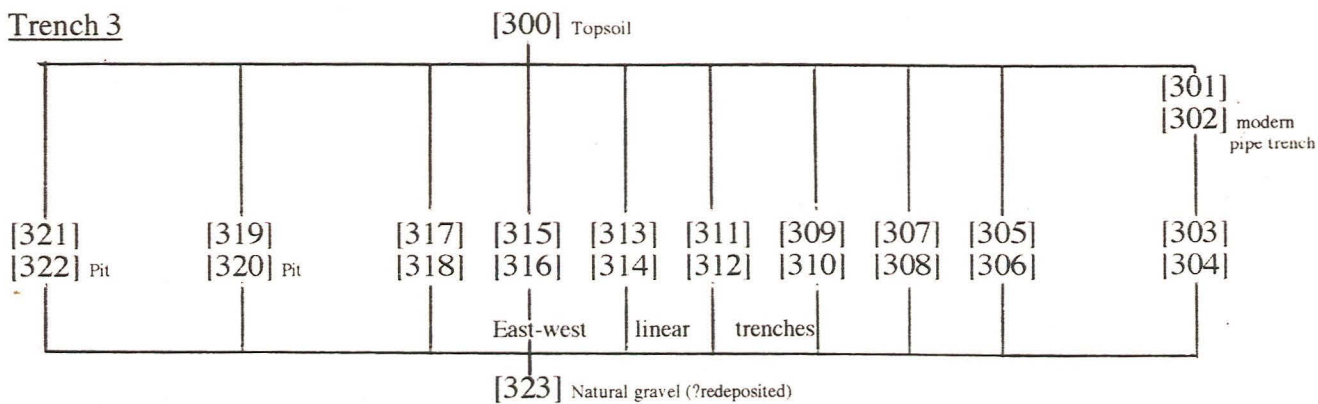 Trench 3
[300] Topsoil
[301]
[302] modern
pipe trench
[321] [319] [317] [315] [313] [311] [309] [307] [305] [303]
[322] Pit [320] Pit [318] [316] [314] [312] [310] [308] [306] [304]
East-west linear trenches
[323] Natural gravel (?redeposited)